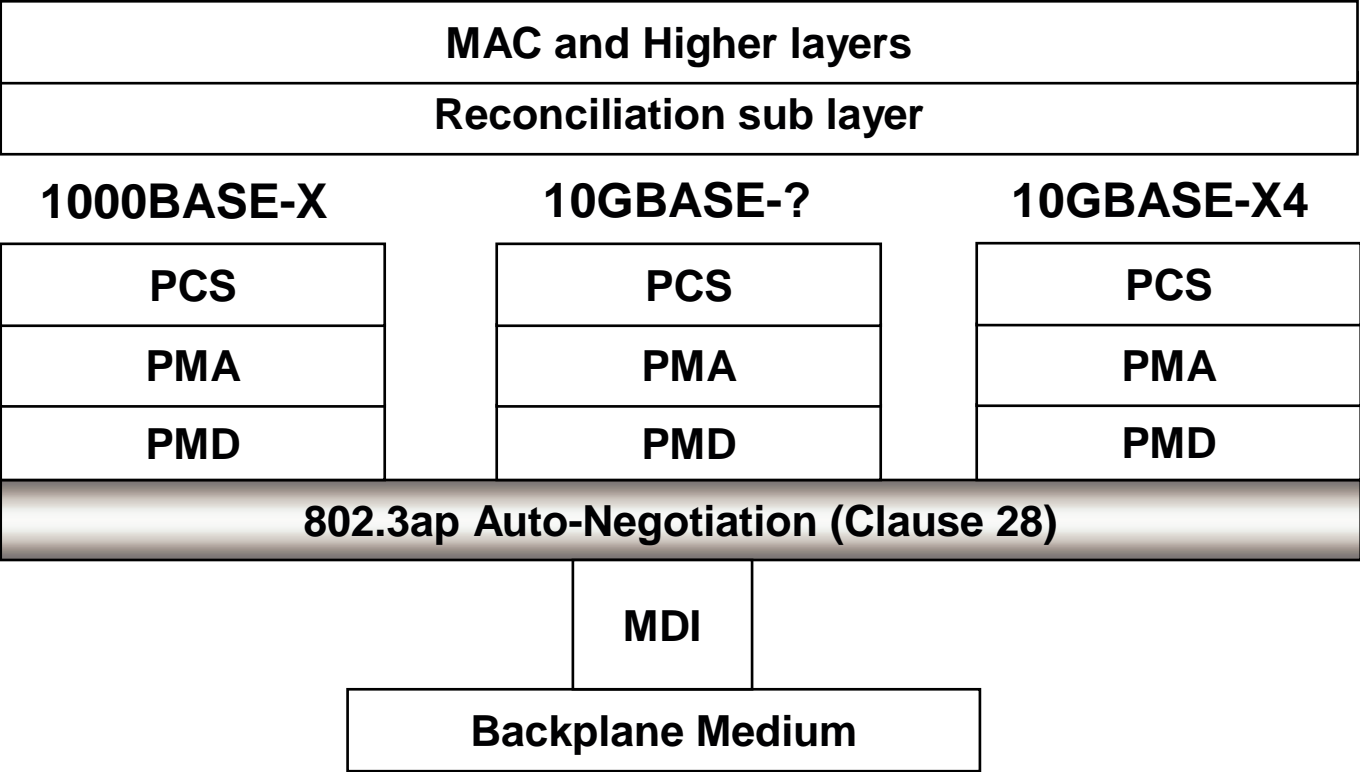 MAC and Higher layers
Reconciliation sub layer
1000BASE-X 10GBASE-? 10GBASE-X4
PCS PCS PCS
PMA PMA PMA
PMD PMD PMD
802.3ap Auto-Negotiation (Clause 28)
MDI
Backplane Medium